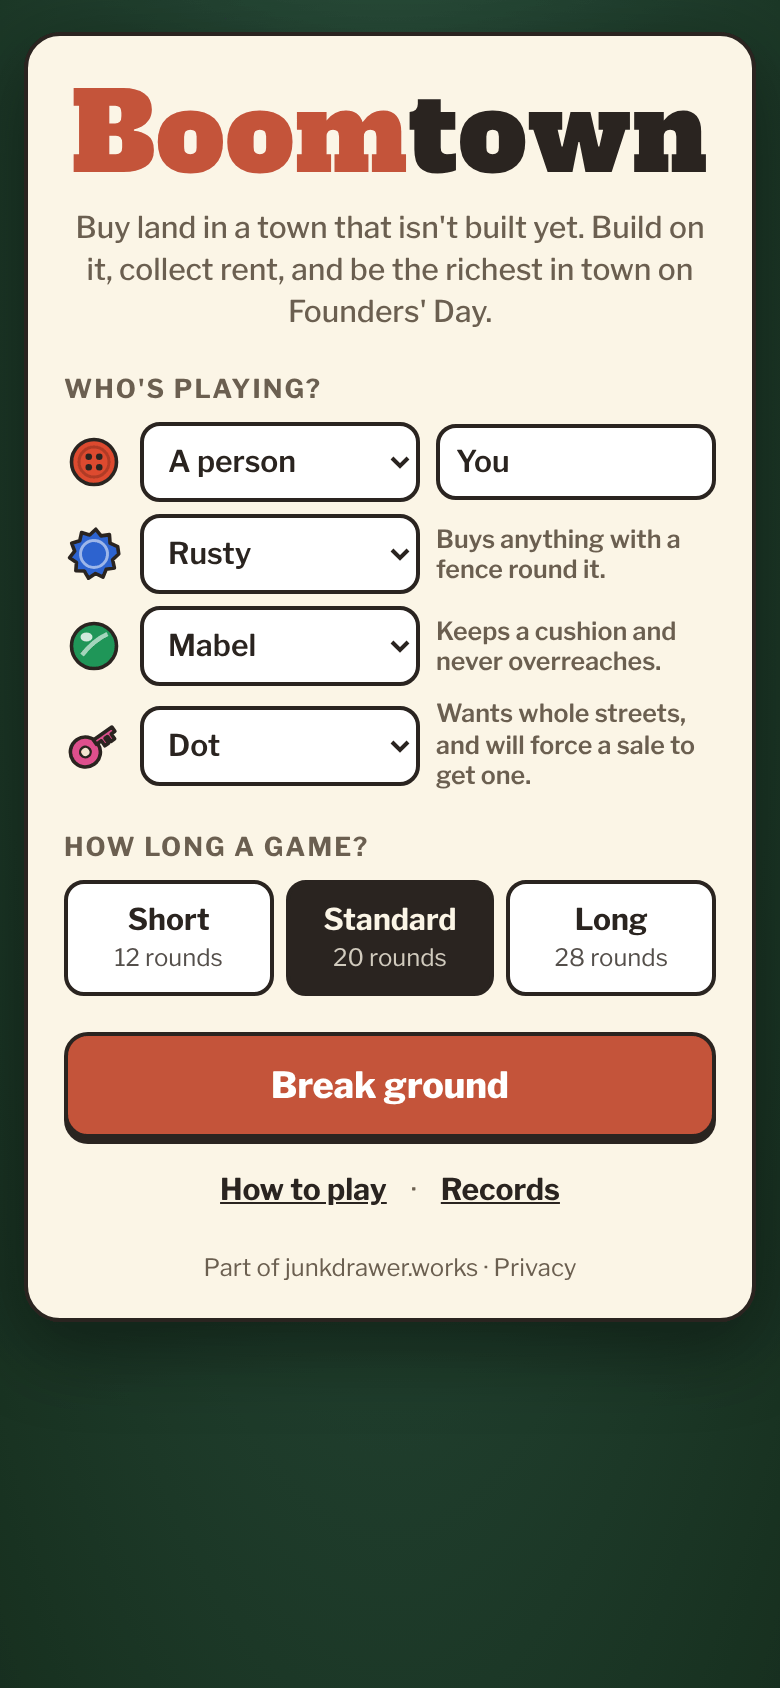 Boomtown
Buy land in a town that isn't built yet. Build on
it, collect rent, and be the richest in town on
Founders' Day.
WHO'S PLAYING?
A person
You
Rusty
Buys anything with a
fence round it.
Mabel
Keeps a cushion and
never overreaches.
Dot
Wants whole streets,
and will force a sale to
get one.
HOW LONG A GAME?
Short
12 rounds
Standard
20 rounds
Long
28 rounds
Break ground
How to play · Records
Part of junkdrawer.works · Privacy